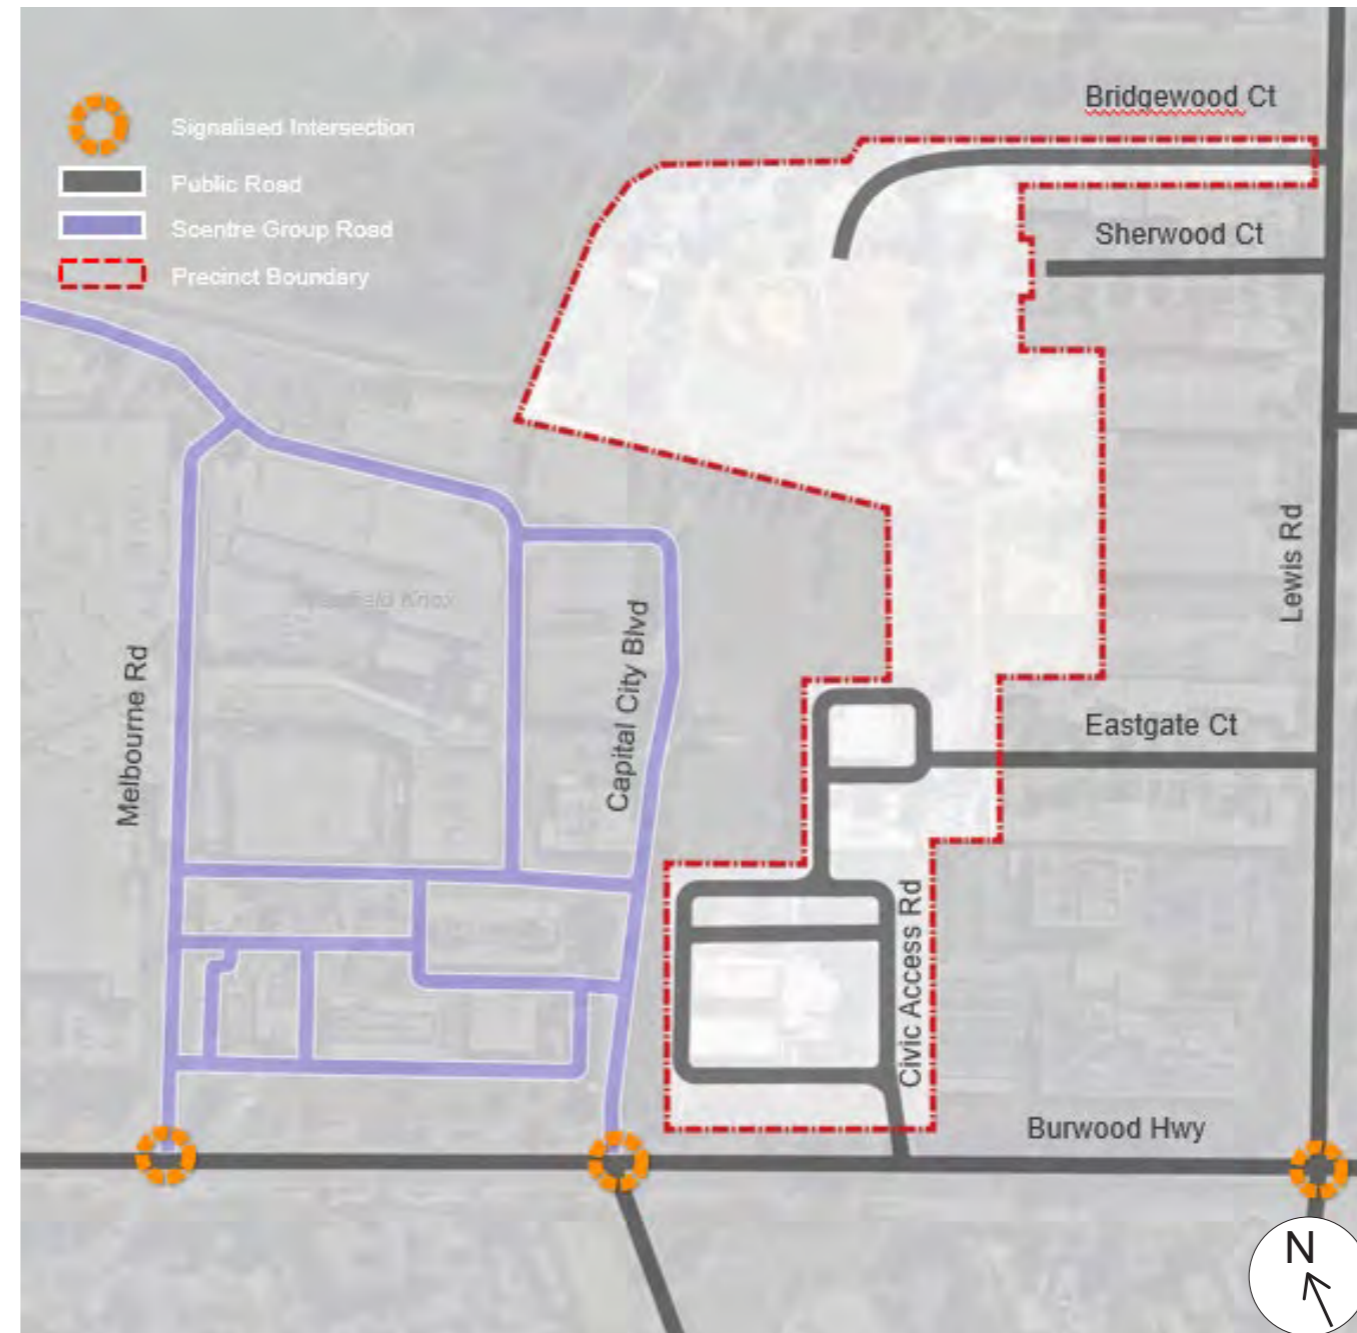 Bridgewood Ct
Signalised Intersection
Public Road
Scentre Group Road
Precinct Boundary
Sherwood Ct
Lewis Rd
Melbourne Rd
Capital City Blvd
Eastgate Ct
Civic Access Rd
Burwood Hwy
N